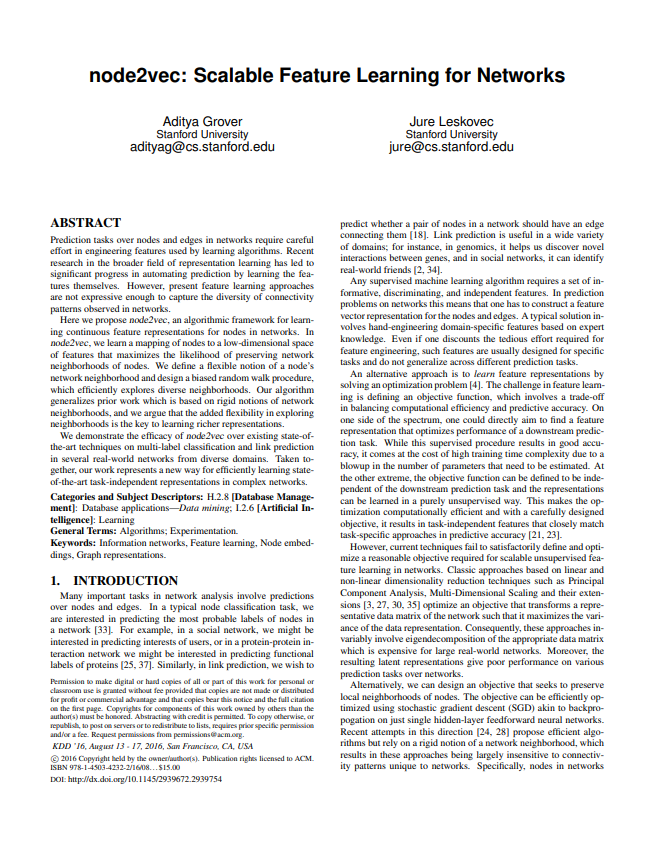 node2vec: Scalable Feature Learning for Networks
Aditya Grover
Stanford University
adityag@cs.stanford.edu
Jure Leskovec
Stanford University
jure@cs.stanford.edu
ABSTRACT
Prediction tasks over nodes and edges in networks require careful
effort in engineering features used by learning algorithms. Recent
research in the broader field of representation learning has led to
significant progress in automating prediction by learning the fea-
tures themselves. However, present feature learning approaches
are not expressive enough to capture the diversity of connectivity
patterns observed in networks.
Here we propose node2vec, an algorithmic framework for learn-
ing continuous feature representations for nodes in networks. In
node2vec, we learn a mapping of nodes to a low-dimensional space
of features that maximizes the likelihood of preserving network
neighborhoods of nodes. We define a flexible notion of a node's
network neighborhood and design a biased random walk procedure,
which efficiently explores diverse neighborhoods. Our algorithm
generalizes prior work which is based on rigid notions of network
neighborhoods, and we argue that the added flexibility in exploring
neighborhoods is the key to learning richer representations.
We demonstrate the efficacy of node2vec over existing state-of-
the-art techniques on multi-label classification and link prediction
in several real-world networks from diverse domains. Taken to-
gether, our work represents a new way for efficiently learning state-
of-the-art task-independent representations in complex networks.
Categories and Subject Descriptors: H.2.8 [Database Manage-
ment]: Database applications—Data mining; I.2.6 [Artificial In-
telligence]: Learning
General Terms: Algorithms; Experimentation.
Keywords: Information networks, Feature learning, Node embed-
dings, Graph representations.
1. INTRODUCTION
Many important tasks in network analysis involve predictions
over nodes and edges. In a typical node classification task, we
are interested in predicting the most probable labels of nodes in
a network [33]. For example, in a social network, we might be
interested in predicting interests of users, or in a protein-protein in-
teraction network we might be interested in predicting functional
labels of proteins [25, 37]. Similarly, in link prediction, we wish to
Permission to make digital or hard copies of all or part of this work for personal or
classroom use is granted without fee provided that copies are not made or distributed
for profit or commercial advantage and that copies bear this notice and the full citation
on the first page. Copyrights for components of this work owned by others than the
author(s) must be honored. Abstracting with credit is permitted. To copy otherwise, or
republish, to post on servers or to redistribute to lists, requires prior specific permission
and/or a fee. Request permissions from permissions@acm.org.
KDD '16, August 13 - 17, 2016, San Francisco, CA, USA
© 2016 Copyright held by the owner/author(s). Publication rights licensed to ACM.
ISBN 978-1-4503-4232-2/16/08...$15.00
DOI: http://dx.doi.org/10.1145/2939672.2939754
predict whether a pair of nodes in a network should have an edge
connecting them [18]. Link prediction is useful in a wide variety
of domains; for instance, in genomics, it helps us discover novel
interactions between genes, and in social networks, it can identify
real-world friends [2, 34].
Any supervised machine learning algorithm requires a set of in-
formative, discriminating, and independent features. In prediction
problems on networks this means that one has to construct a feature
vector representation for the nodes and edges. A typical solution in-
volves hand-engineering domain-specific features based on expert
knowledge. Even if one discounts the tedious effort required for
feature engineering, such features are usually designed for specific
tasks and do not generalize across different prediction tasks.
An alternative approach is to learn feature representations by
solving an optimization problem [4]. The challenge in feature learn-
ing is defining an objective function, which involves a trade-off
in balancing computational efficiency and predictive accuracy. On
one side of the spectrum, one could directly aim to find a feature
representation that optimizes performance of a downstream predic-
tion task. While this supervised procedure results in good accu-
racy, it comes at the cost of high training time complexity due to a
blowup in the number of parameters that need to be estimated. At
the other extreme, the objective function can be defined to be inde-
pendent of the downstream prediction task and the representations
can be learned in a purely unsupervised way. This makes the op-
timization computationally efficient and with a carefully designed
objective, it results in task-independent features that closely match
task-specific approaches in predictive accuracy [21, 23].
However, current techniques fail to satisfactorily define and opti-
mize a reasonable objective required for scalable unsupervised fea-
ture learning in networks. Classic approaches based on linear and
non-linear dimensionality reduction techniques such as Principal
Component Analysis, Multi-Dimensional Scaling and their exten-
sions [3, 27, 30, 35] optimize an objective that transforms a repre-
sentative data matrix of the network such that it maximizes the vari-
ance of the data representation. Consequently, these approaches in-
variably involve eigendecomposition of the appropriate data matrix
which is expensive for large real-world networks. Moreover, the
resulting latent representations give poor performance on various
prediction tasks over networks.
Alternatively, we can design an objective that seeks to preserve
local neighborhoods of nodes. The objective can be efficiently op-
timized using stochastic gradient descent (SGD) akin to backpro-
pogation on just single hidden-layer feedforward neural networks.
Recent attempts in this direction [24, 28] propose efficient algo-
rithms but rely on a rigid notion of a network neighborhood, which
results in these approaches being largely insensitive to connectiv-
ity patterns unique to networks. Specifically, nodes in networks